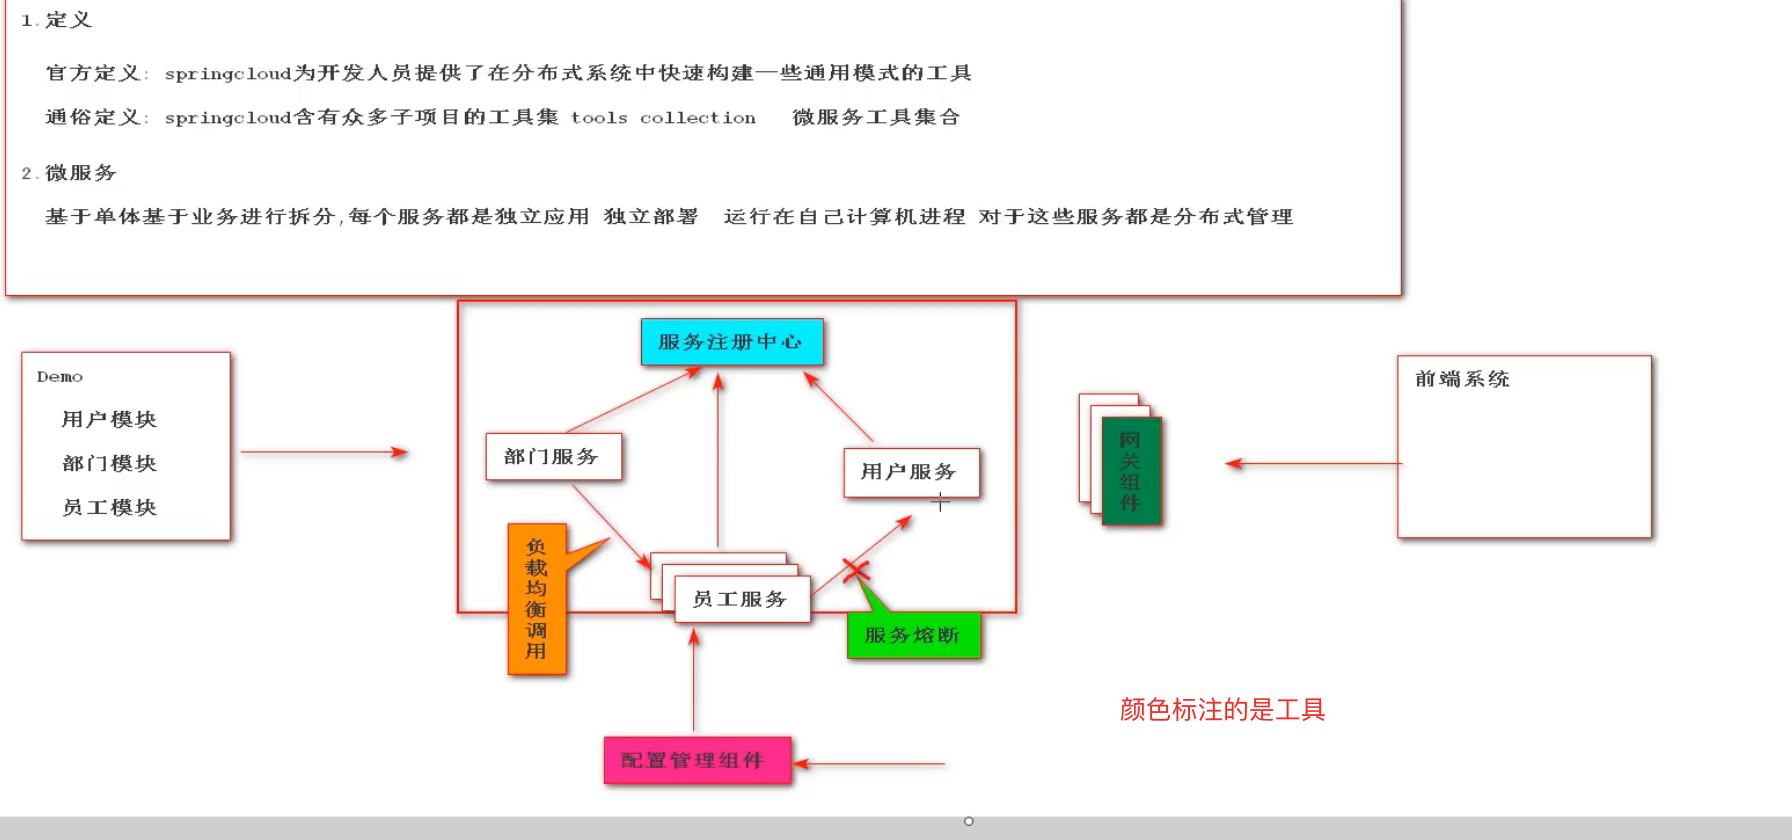 1.定义
官方定义: springcloud为开发人员提供了在分布式系统中快速构建一些通用模式的工具
通俗定义: springcloud含有众多子项目的工具集 tools collection 微服务工具集合
2.微服务
基于单体基于业务进行拆分,每个服务都是独立应用 独立部署 运行在自己计算机进程 对于这些服务都是分布式管理
服务注册中心
Demo
用户模块
部门模块
员工模块
部门服务
用户服务
网关组件
前端系统
负载均衡调用
员工服务
服务熔断
颜色标注的是工具
配置管理组件